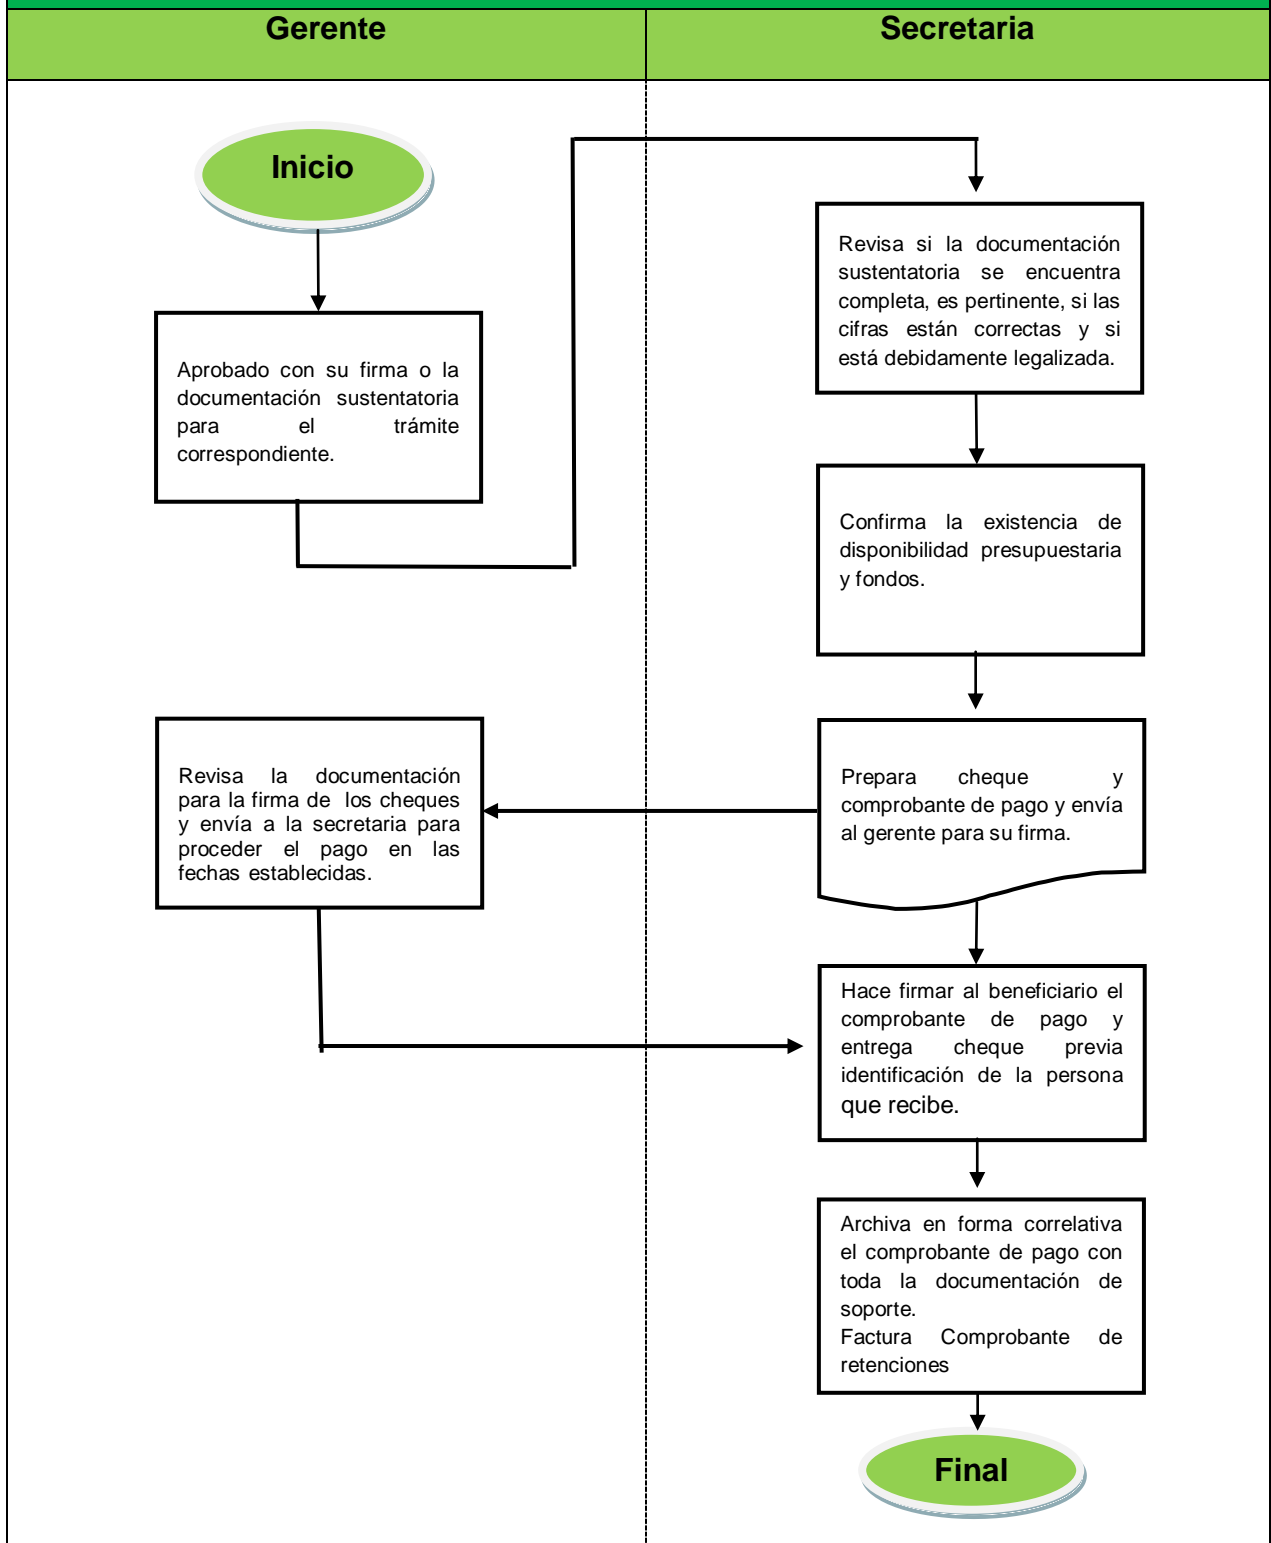 Gerente
Secretaria
Inicio
Aprobado con su firma o la
documentación sustentatoria
para el trámite
correspondiente.
Revisa si la documentación
sustentatoria se encuentra
completa, es pertinente, si las
cifras están correctas y si
está debidamente legalizada.
Confirma la existencia de
disponibilidad presupuestaria
y fondos.
Prepara cheque y
comprobante de pago y envía
al gerente para su firma.
Revisa la documentación
para la firma de los cheques
y envía a la secretaria para
proceder el pago en las
fechas establecidas.
Hace firmar al beneficiario el
comprobante de pago y
entrega cheque previa
identificación de la persona
que recibe.
Archiva en forma correlativa
el comprobante de pago con
toda la documentación de
soporte.
Factura Comprobante de
retenciones
Final